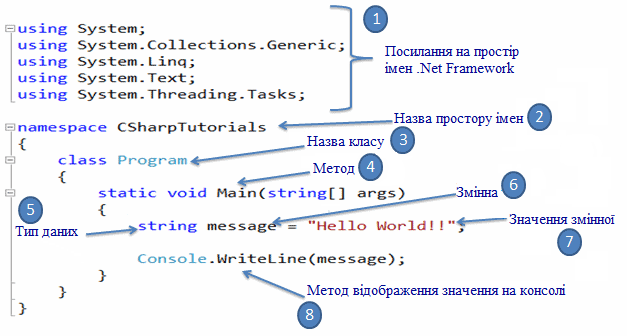 1
using System;
using System.Collections.Generic;
using System.Linq;
using System.Text;
using System.Threading.Tasks;
Посилання на простір
імен .Net Framework
namespace CSharpTutorials
Назва простору імен 2
{
class Program
Назва класу 3
{
Метод 4
static void Main(string[] args)
Змінна 6
5
{
Тип даних
string message = "Hello World!!";
Значення змінної
7
Console.WriteLine(message);
}
Метод відображення значення на консолі
8
}
}